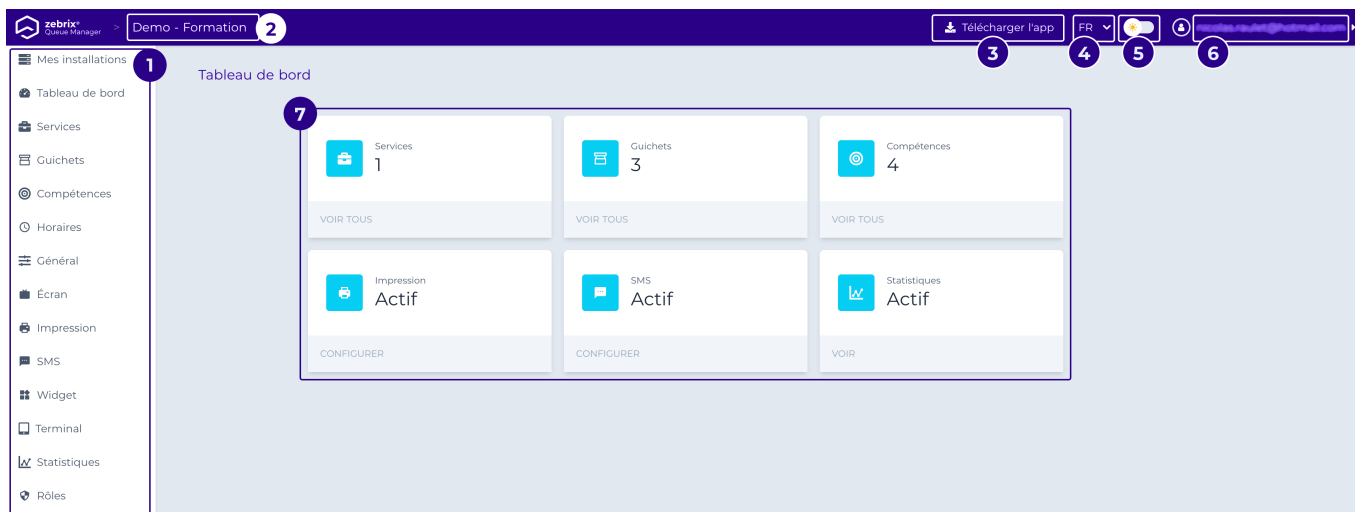 zebrix®
Queue Manager
>
Demo - Formation
2
Télécharger l'app
3
FR
4
5
6
1
Mes installations
Tableau de bord
Services
Guichets
Compétences
Horaires
Général
Écran
Impression
SMS
Widget
Terminal
Statistiques
Rôles
Tableau de bord
7
Services
1
VOIR TOUS
Guichets
3
VOIR TOUS
Compétences
4
VOIR TOUS
Impression
Actif
CONFIGURER
SMS
Actif
CONFIGURER
Statistiques
Actif
VOIR